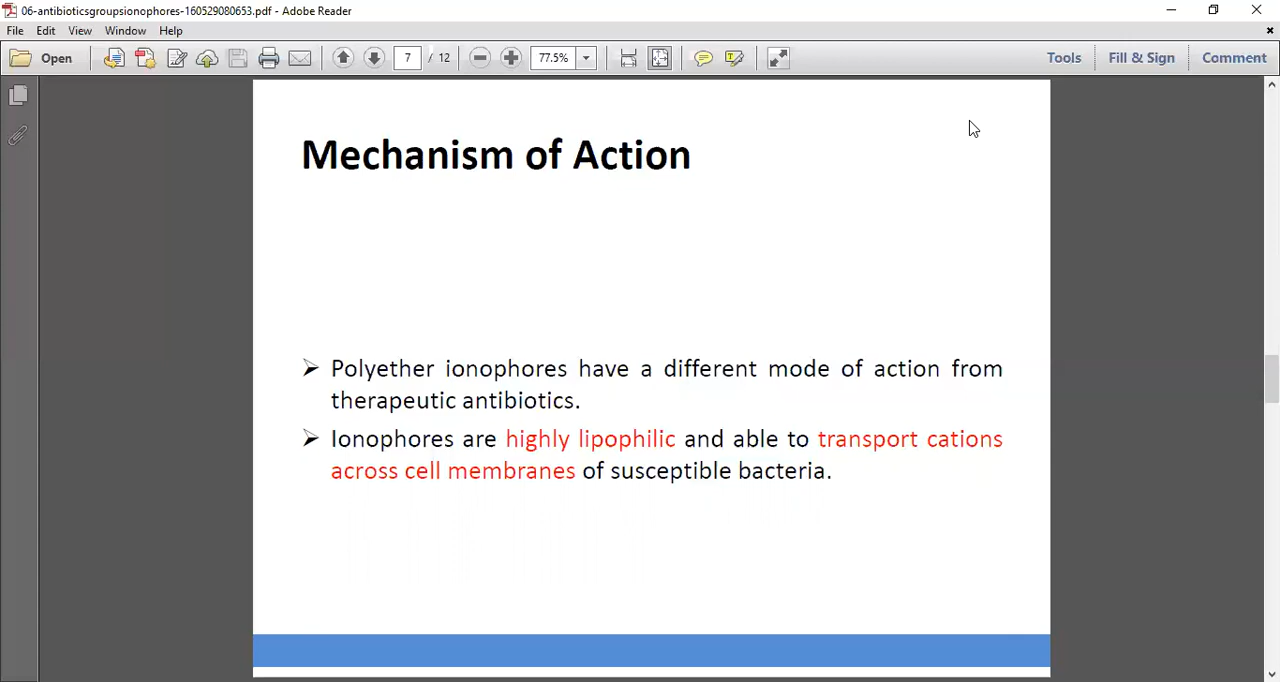 06-antibioticsgroupsionophores-160529080653.pdf - Adobe Reader
File Edit View Window Help
Open 7 / 12 77.5% Tools Fill & Sign Comment
Mechanism of Action
Polyether ionophores have a different mode of action from
therapeutic antibiotics.
Ionophores are highly lipophilic and able to transport cations
across cell membranes of susceptible bacteria.